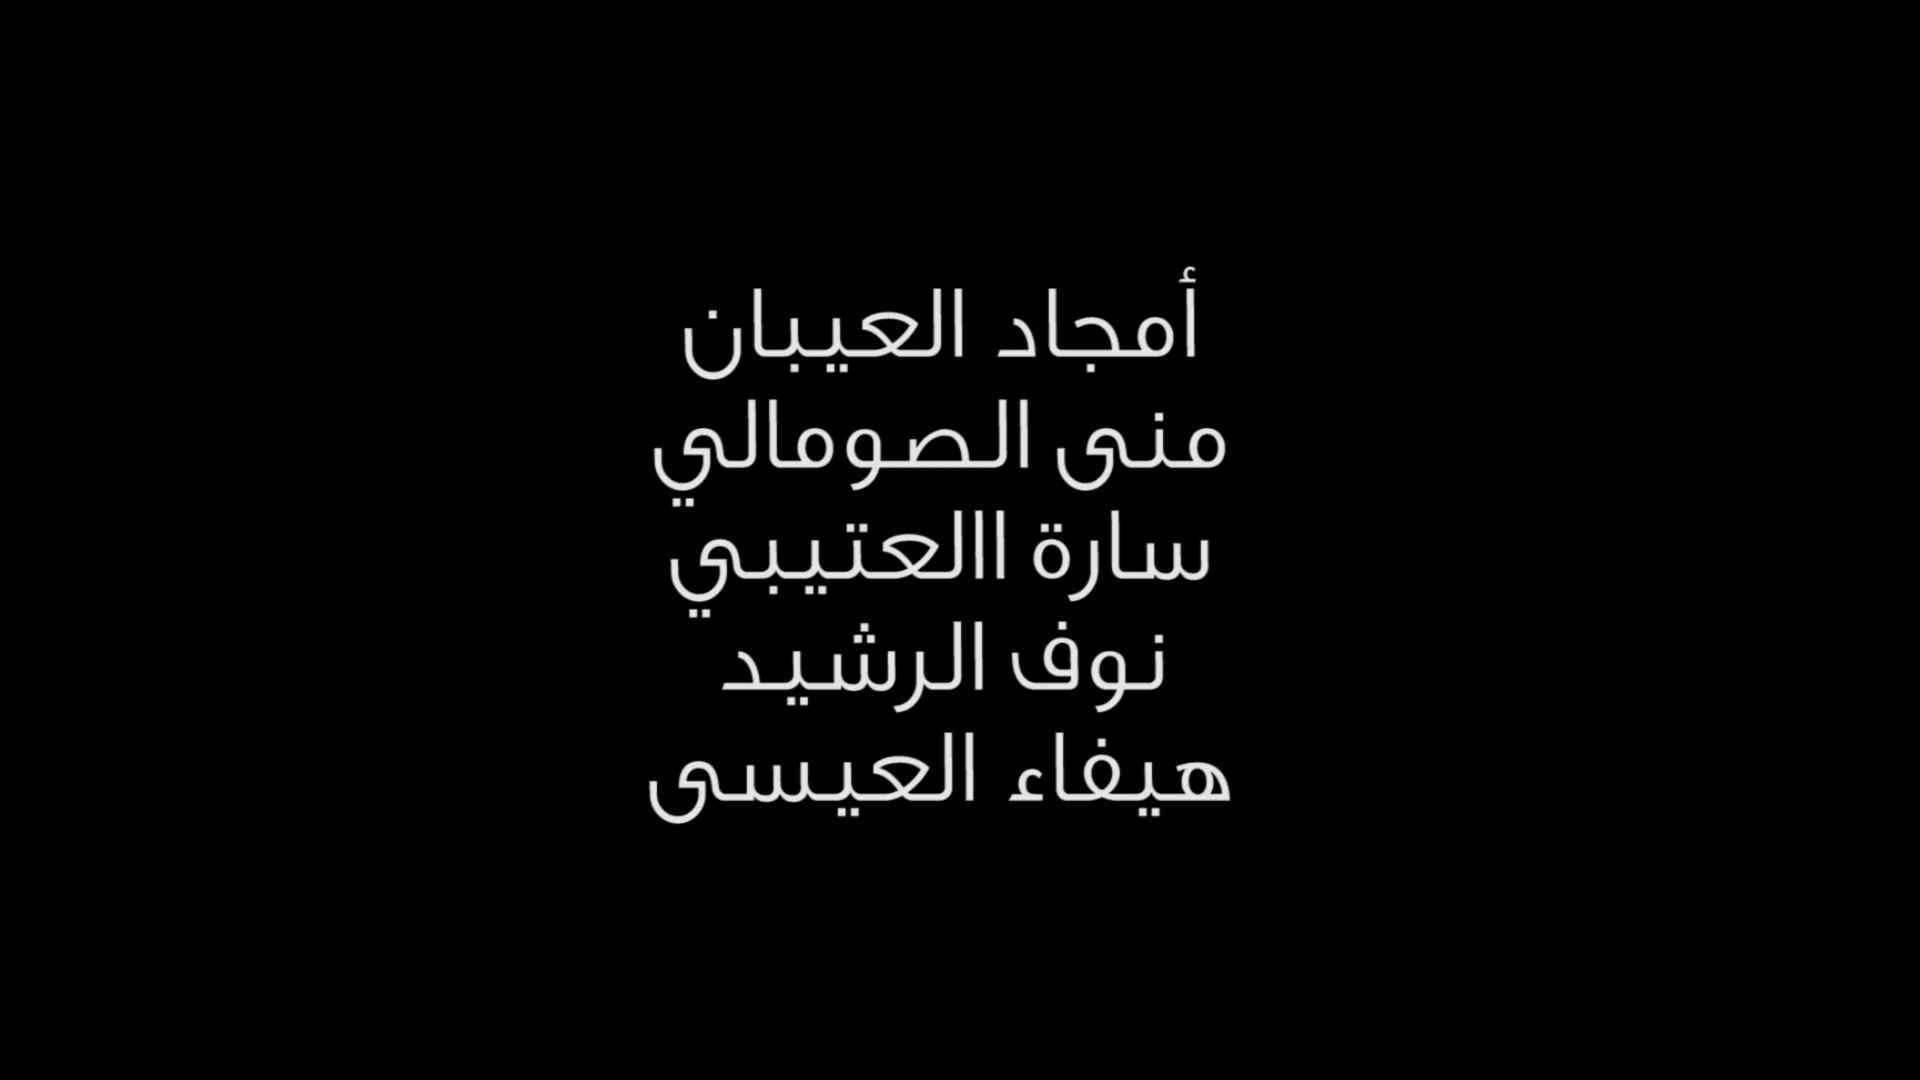 أمجاد العيبان
منى الصومالي
سارة االعتيبي
نوف الرشيد
هيفاء العيسى